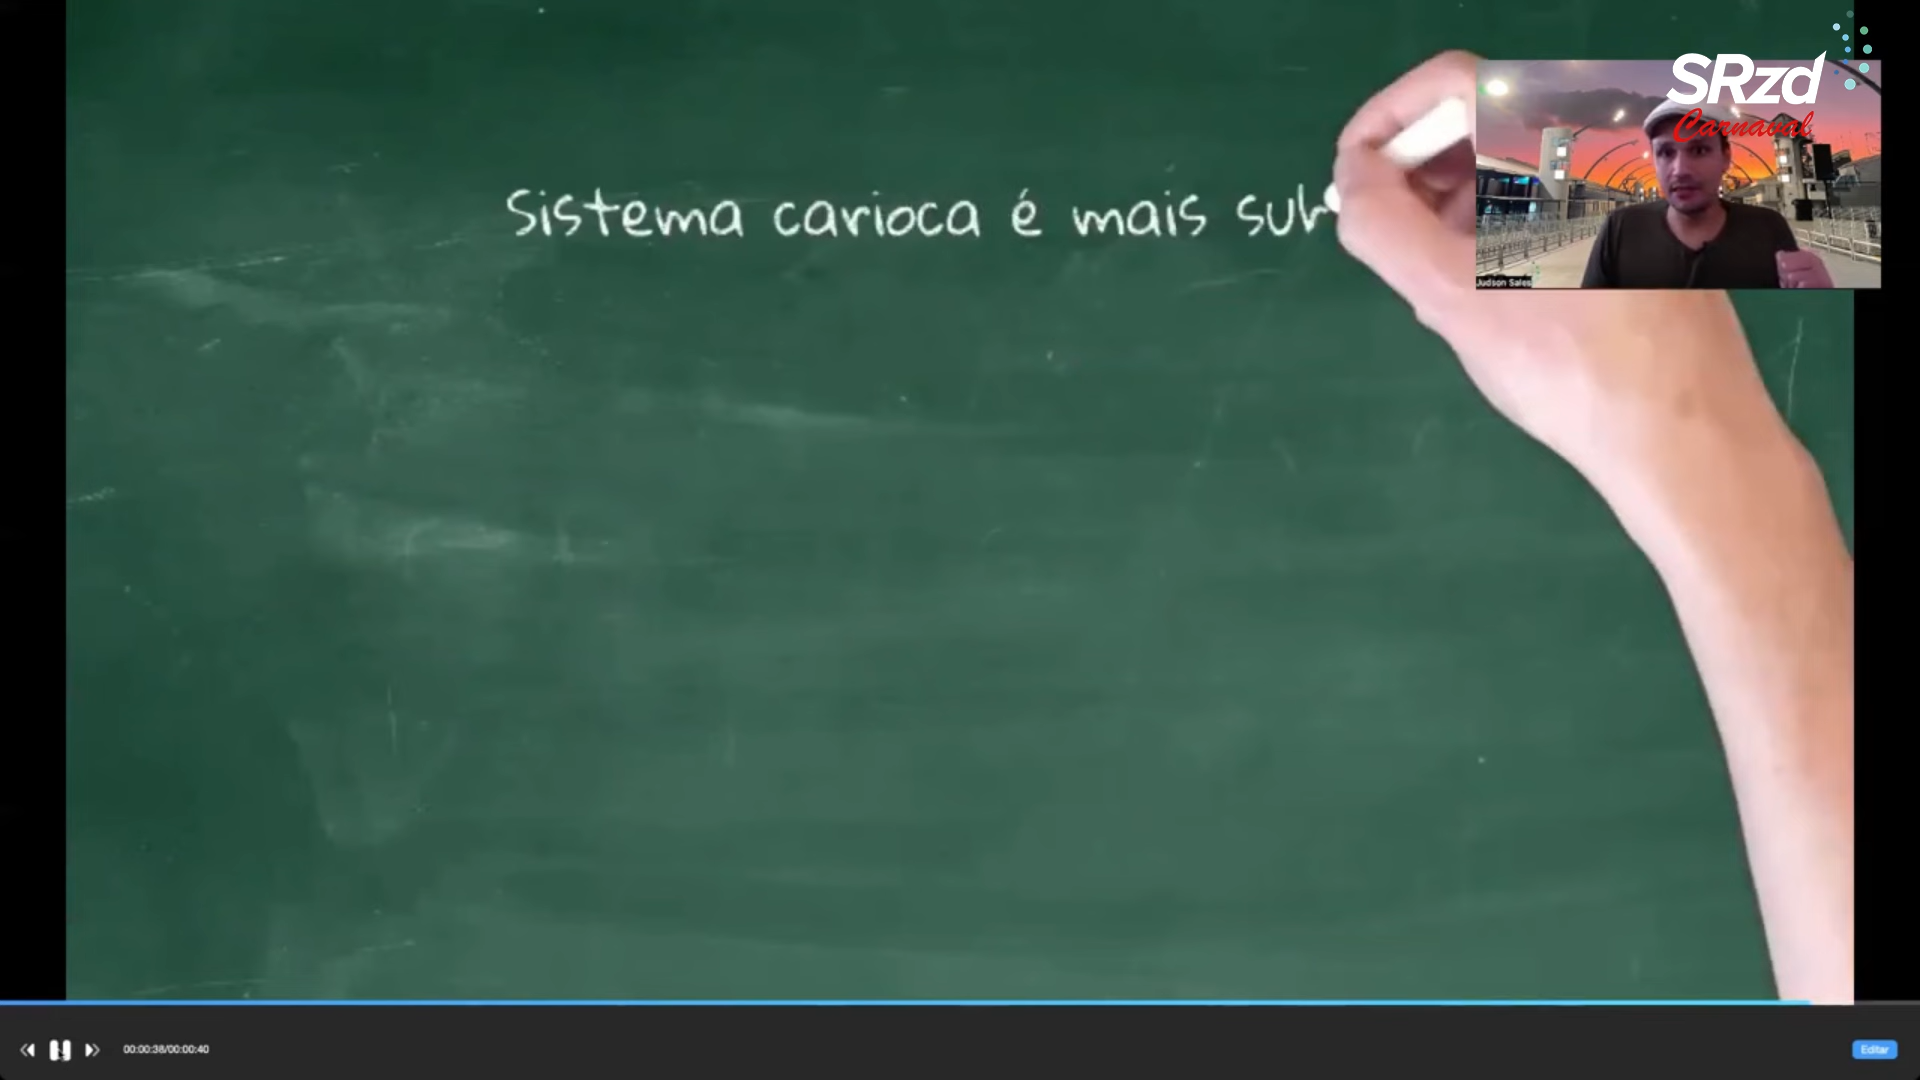 SRzd
Carnaval
Sistema carioca é mais sub
Judson Sales
00:00:38/00:00:40
Editar